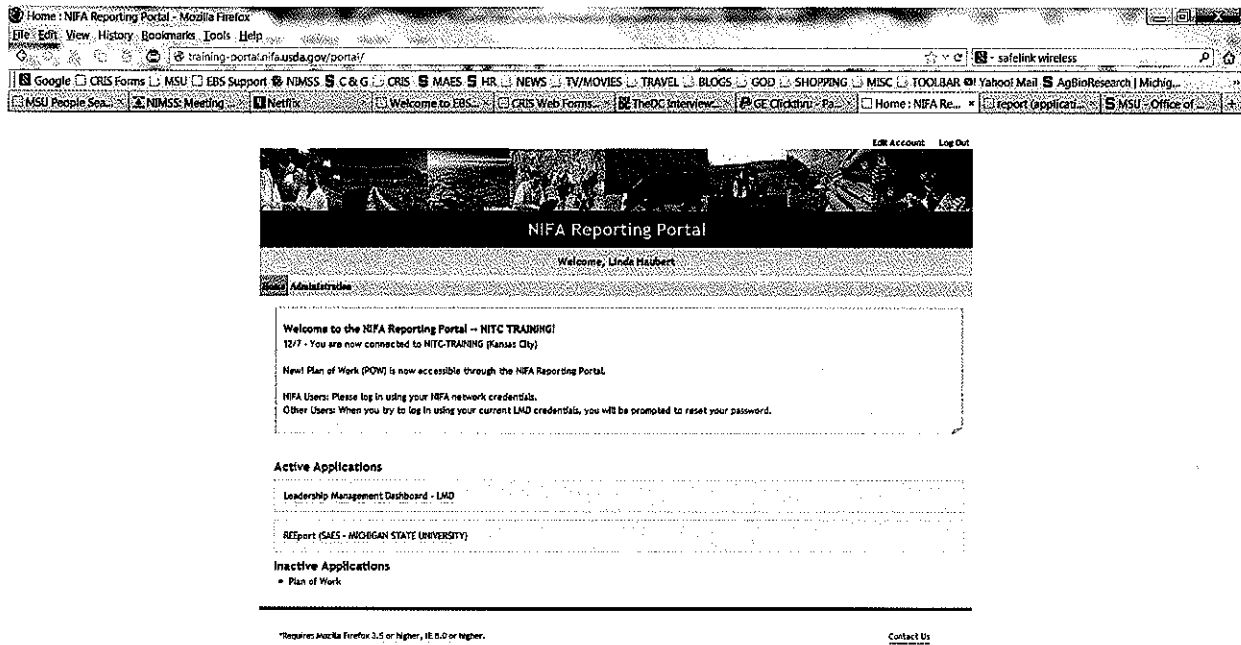 Home : NIFA Reporting Portal - Mozilla Firefox
File Edit View History Bookmarks Tools Help
training-portal.nifa.usda.gov/portal/
- safelink wireless
Google CRIS Forms MSU EBS Support NIMSS C & G CRIS MAES HR NEWS TV/MOVIES TRAVEL BLOGS GOD SHOPPING MISC TOOLBAR Yahoo! Mail AgBioResearch | Michig...
MSU People Sea... NIMSS: Meeting ... Netflix Welcome to EBS... CRIS Web Forms... TheDC Interview... GE Clickthru - Pa... Home : NIFA Re... report (applicati... MSU - Office of ...
Edit Account Log Out
NIFA Reporting Portal
Welcome, Linda Haubert
Home Administration
Welcome to the NIFA Reporting Portal -- NITC TRAINING!
12/7 - You are now connected to NITC-TRAINING (Kansas City)
New! Plan of Work (POW) is now accessible through the NIFA Reporting Portal.
NIFA Users: Please log in using your NIFA network credentials.
Other Users: When you try to log in using your current LMD credentials, you will be prompted to reset your password.
Active Applications
Leadership Management Dashboard - LMD
REEport (SAES - MICHIGAN STATE UNIVERSITY)
Inactive Applications
• Plan of Work
*Requires Mozilla Firefox 3.5 or higher, IE 8.0 or higher.
Contact Us